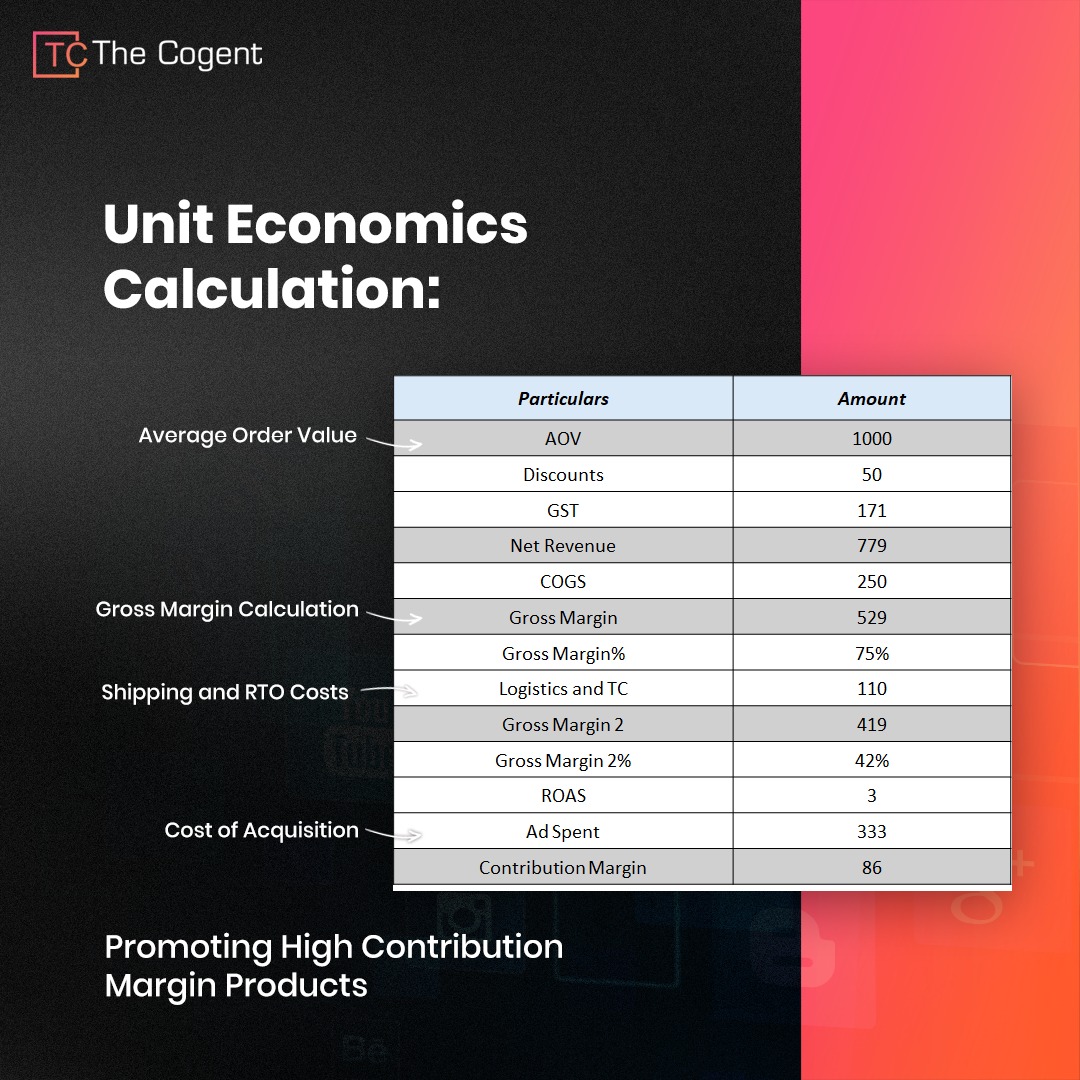 TC The Cogent
Unit Economics
Calculation:
Particulars Amount
Average Order Value
AOV 1000
Discounts 50
GST 171
Net Revenue 779
COGS 250
Gross Margin Calculation
Gross Margin 529
Gross Margin% 75%
Shipping and RTO Costs
Logistics and TC 110
Gross Margin 2 419
Gross Margin 2% 42%
ROAS 3
Cost of Acquisition
Ad Spent 333
Contribution Margin 86
Promoting High Contribution
Margin Products
You
Tube
Bē